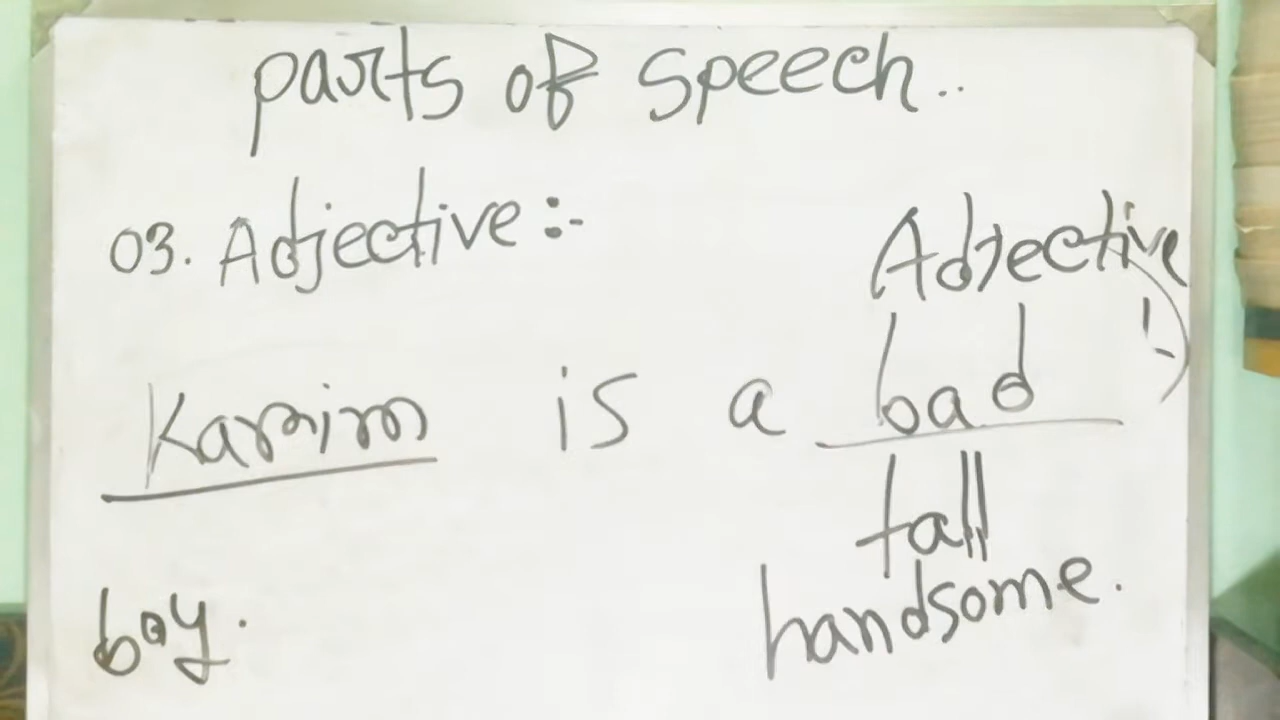 parts of speech..
03. Adjective :-
Adjective
Karim is a bad
tall
handsome.
boy.